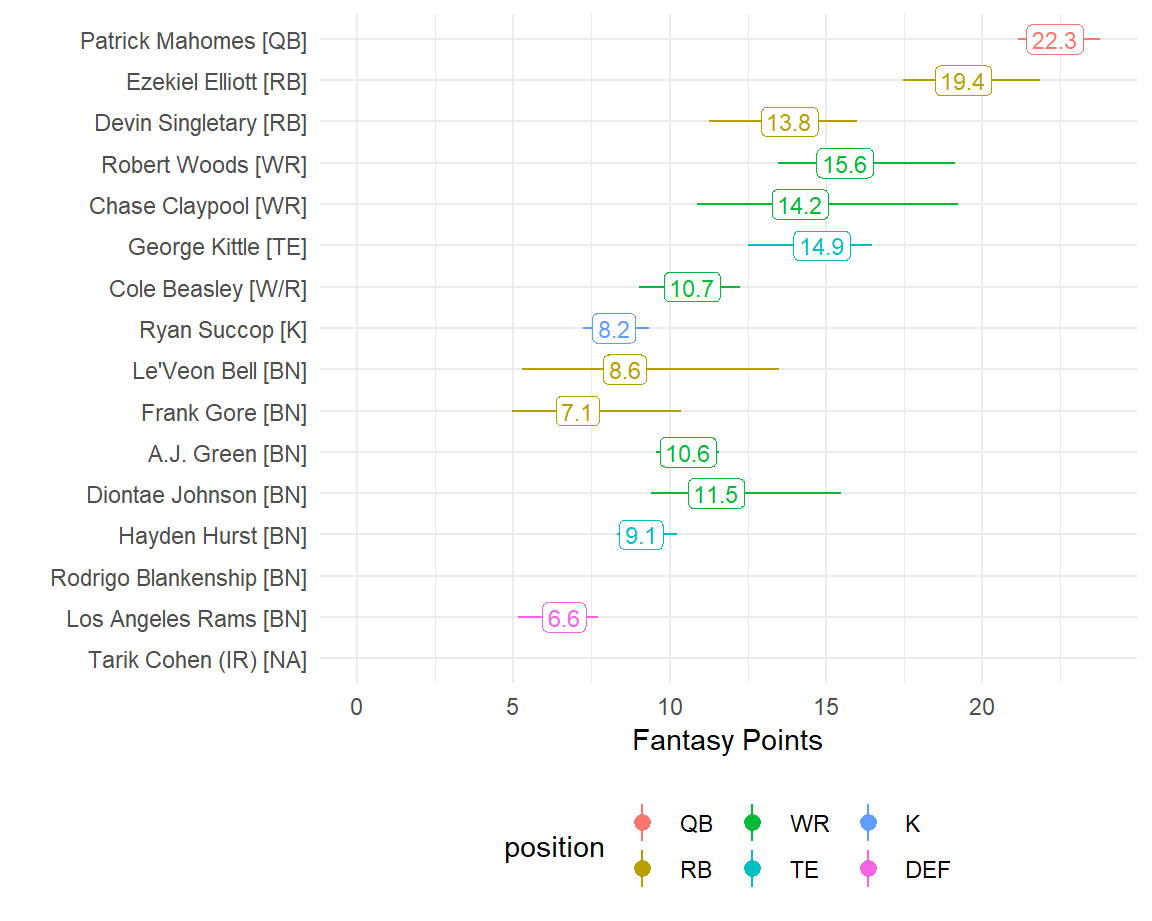 Patrick Mahomes [QB] 22.3
Ezekiel Elliott [RB] 19.4
Devin Singletary [RB] 13.8
Robert Woods [WR] 15.6
Chase Claypool [WR] 14.2
George Kittle [TE] 14.9
Cole Beasley [W/R] 10.7
Ryan Succop [K] 8.2
Le'Veon Bell [BN] 8.6
Frank Gore [BN] 7.1
A.J. Green [BN] 10.6
Diontae Johnson [BN] 11.5
Hayden Hurst [BN] 9.1
Rodrigo Blankenship [BN]
Los Angeles Rams [BN] 6.6
Tarik Cohen (IR) [NA]
0 5 10 15 20
Fantasy Points
position
QB WR K
RB TE DEF